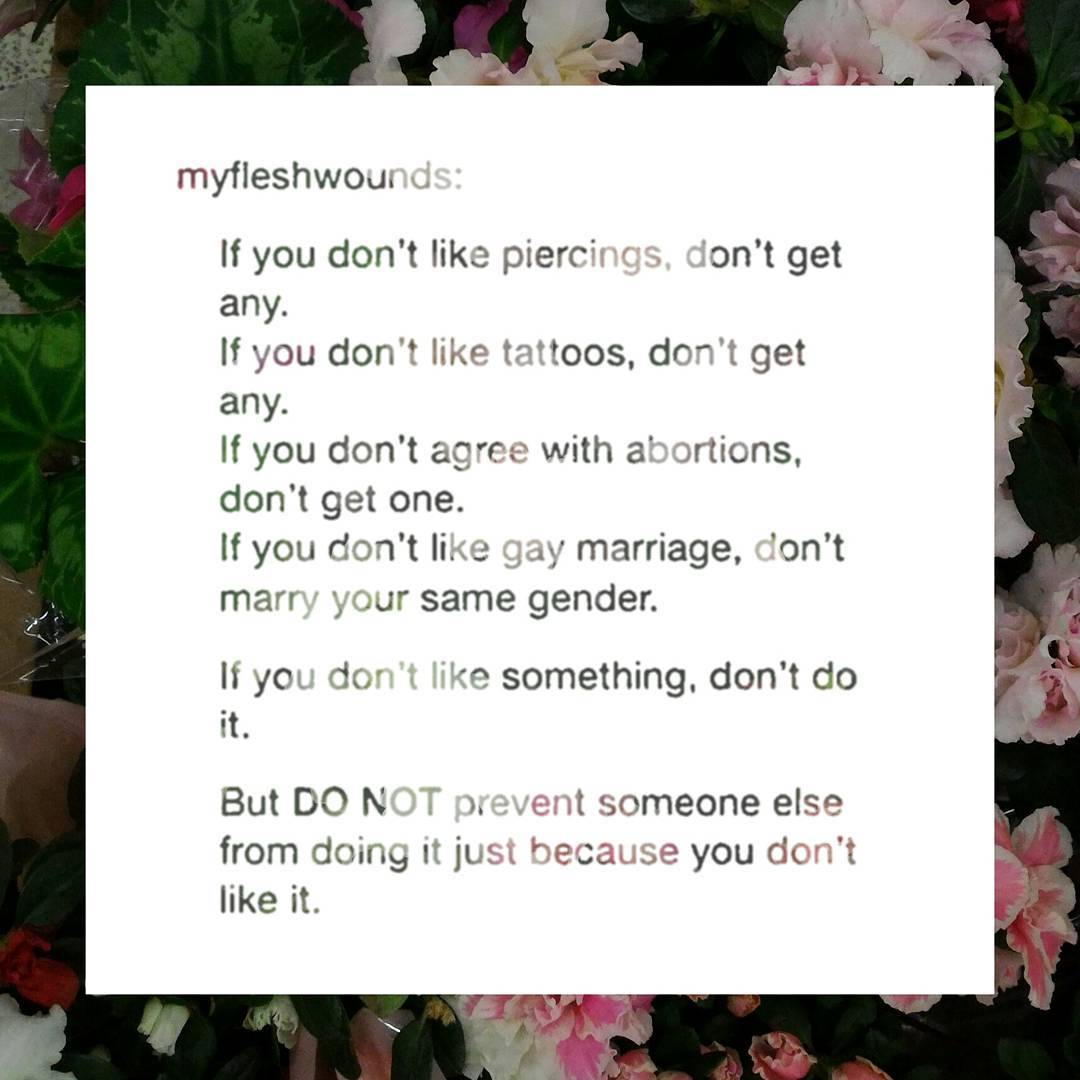 myfleshwounds:
If you don't like piercings, don't get
any.
If you don't like tattoos, don't get
any.
If you don't agree with abortions,
don't get one.
If you don't like gay marriage, don't
marry your same gender.
If you don't like something, don't do
it.
But DO NOT prevent someone else
from doing it just because you don't
like it.